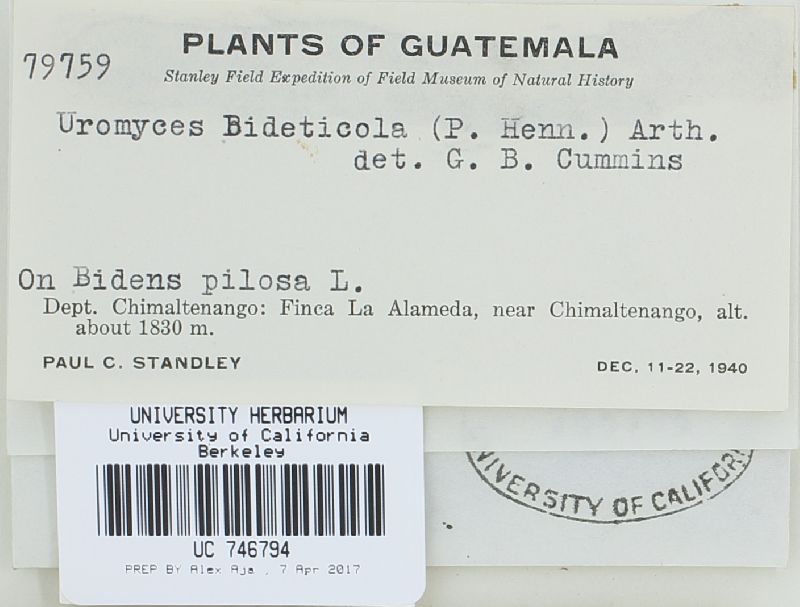 PLANTS OF GUATEMALA
79759
Stanley Field Expedition of Field Museum of Natural History
Uromyces Bideticola (P. Henn.) Arth.
det. G. B. Cummins
On Bidens pilosa L.
Dept. Chimaltenango: Finca La Alameda, near Chimaltenango, alt.
about 1830 m.
PAUL C. STANDLEY
DEC. 11-22, 1940
UNIVERSITY HERBARIUM
University of California
Berkeley
UC 746794
PREP BY Alex Aja , 7 Apr 2017
UNIVERSITY OF CALIFOR